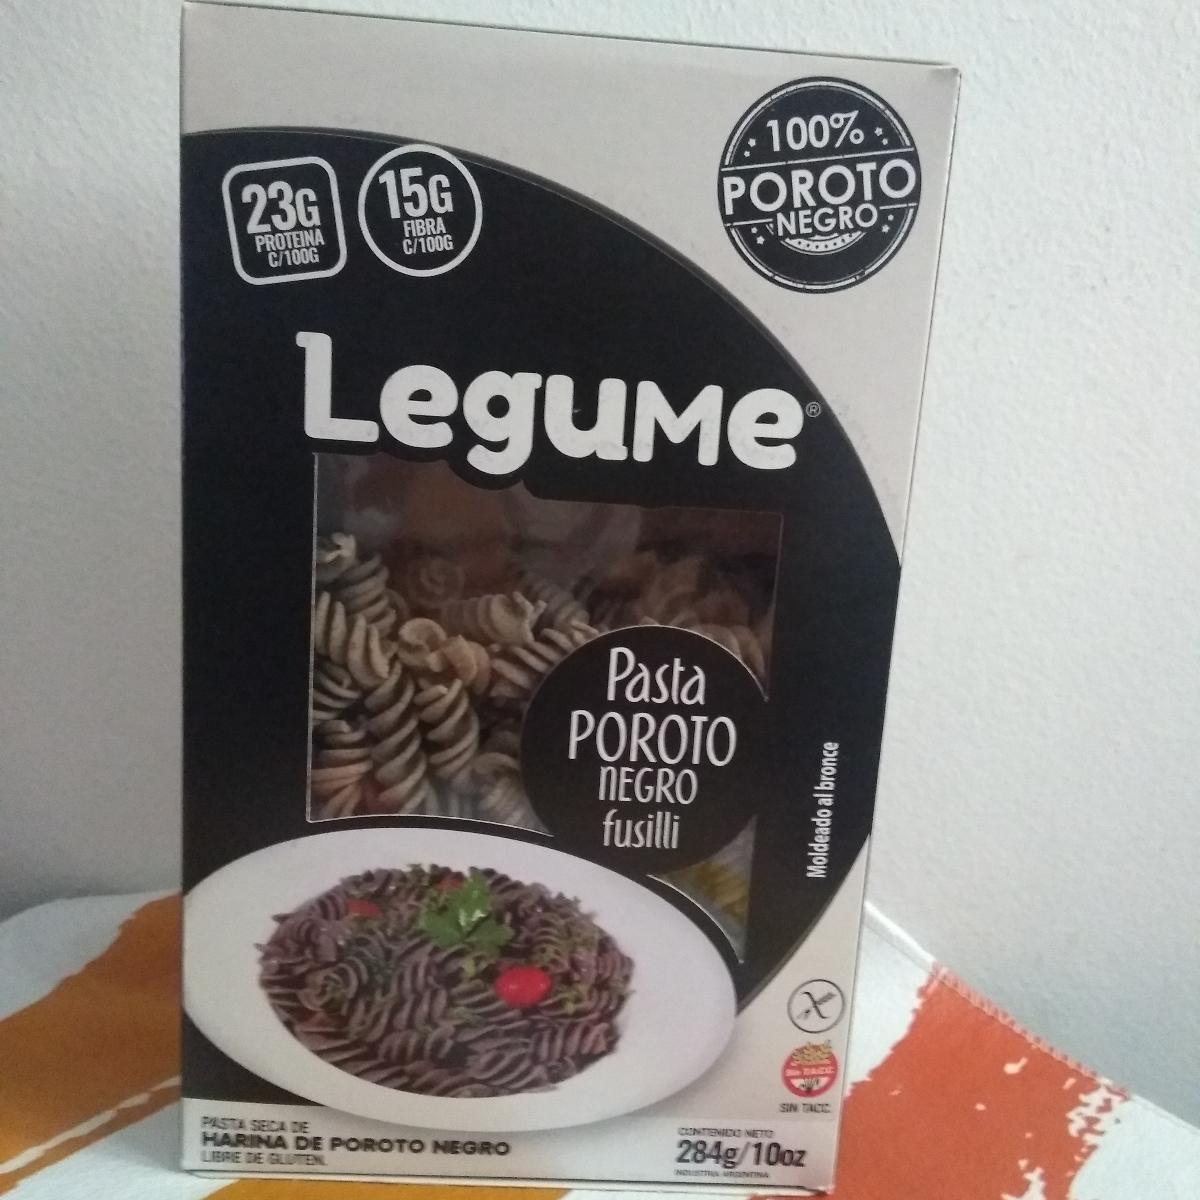 100%
POROTO
NEGRO
23G
PROTEINA
C/100G
15G
FIBRA
C/100G
Legume®
Pasta
POROTO
NEGRO
fusilli
Moldeado al bronce
Sin T.A.C.C.
SIN TACC
PASTA SECA DE
HARINA DE POROTO NEGRO
LIBRE DE GLUTEN.
CONTENIDO NETO
284g/10oz
INDUSTRIA ARGENTINA